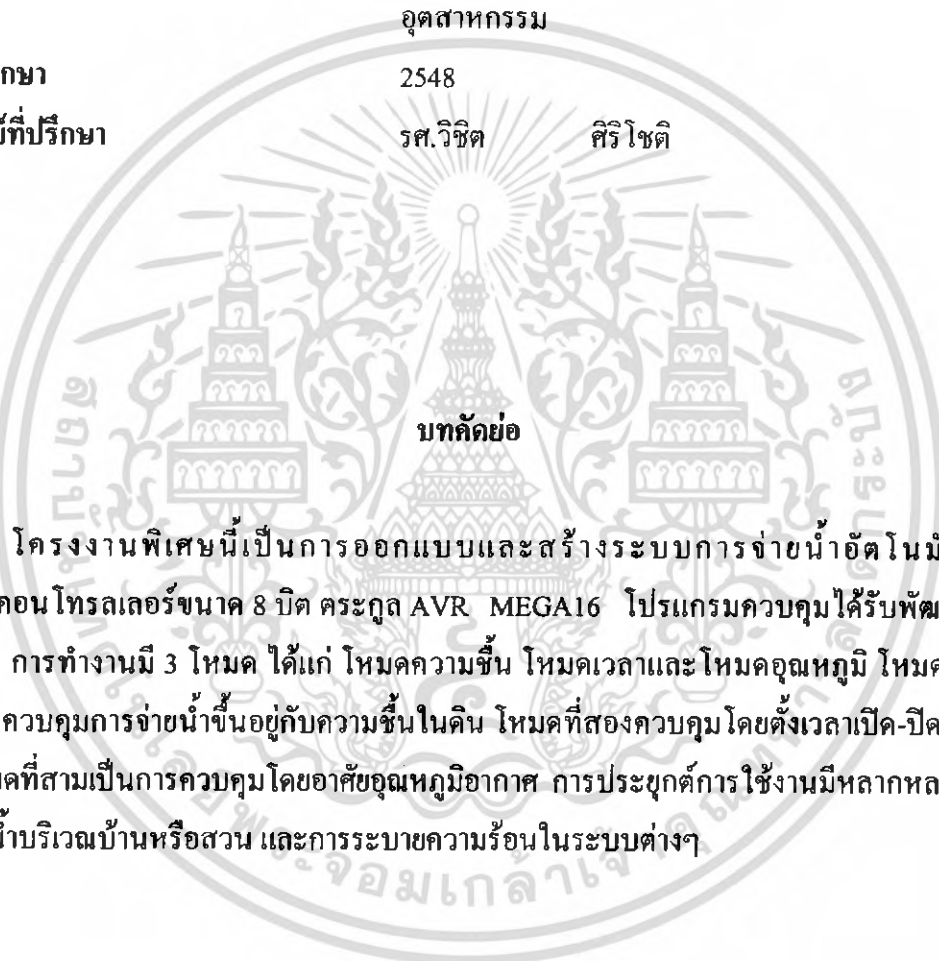 อุตสาหกรรม
กษา 2548
์ที่ปรึกษา รศ.วิชิต ศิริโชติ
บทคัดย่อ
โครงงานพิเศษนี้เป็นการออกแบบและสร้างระบบการจ่ายน้ำอัตโนมั
คอนโทรลเลอร์ขนาด 8 บิต ตระกูล AVR MEGA16 โปรแกรมควบคุมได้รับพัฒ
การทำงานมี 3 โหมด ได้แก่ โหมดความชื้น โหมดเวลาและโหมดอุณหภูมิ โหมด
ควบคุมการจ่ายน้ำขึ้นอยู่กับความชื้นในดิน โหมดที่สองควบคุมโดยตั้งเวลาเปิด-ปิด
มดที่สามเป็นการควบคุมโดยอาศัยอุณหภูมิอากาศ การประยุกต์การใช้งานมีหลากหล
น้ำบริเวณบ้านหรือสวน และการระบายความร้อนในระบบต่างๆ